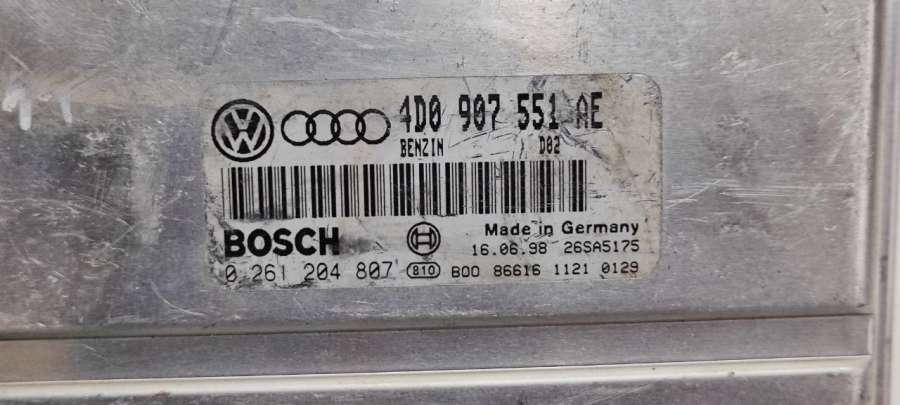 4D0 907 551 AE
BENZIN D02
BOSCH Made in Germany
16.06.98 26SA5175
0 261 204 807 810 B00 86616 1121 0129